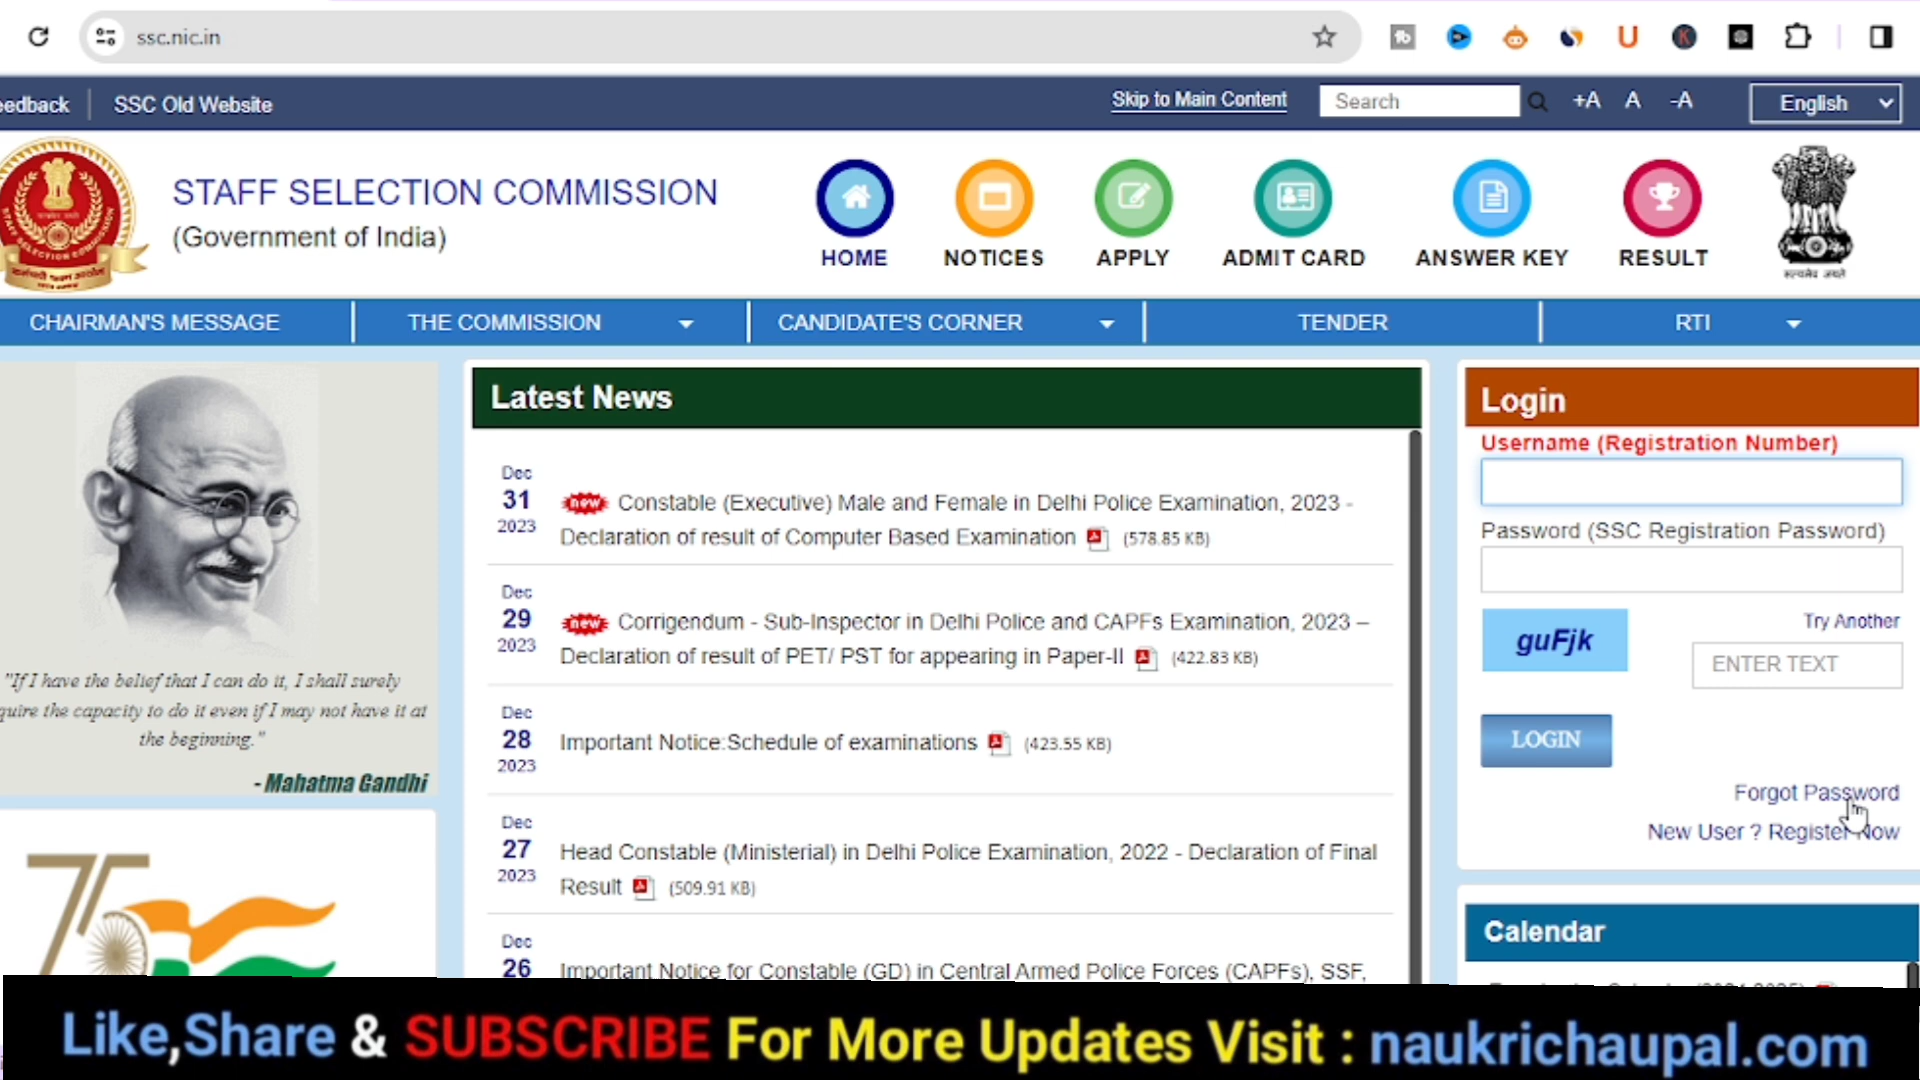 ssc.nic.in
eedback
SSC Old Website
Skip to Main Content
Search
+A A -A
English
STAFF SELECTION COMMISSION
(Government of India)
HOME
NOTICES
APPLY
ADMIT CARD
ANSWER KEY
RESULT
सत्यमेव जयते
CHAIRMAN'S MESSAGE
THE COMMISSION
CANDIDATE'S CORNER
TENDER
RTI
"If I have the belief that I can do it, I shall surely
quire the capacity to do it even if I may not have it at
the beginning."
- Mahatma Gandhi
75
Latest News
Dec
31
2023
new Constable (Executive) Male and Female in Delhi Police Examination, 2023 -
Declaration of result of Computer Based Examination (578.85 KB)
Dec
29
2023
new Corrigendum - Sub-Inspector in Delhi Police and CAPFs Examination, 2023 –
Declaration of result of PET/ PST for appearing in Paper-II (422.83 KB)
Dec
28
2023
Important Notice:Schedule of examinations (423.55 KB)
Dec
27
2023
Head Constable (Ministerial) in Delhi Police Examination, 2022 - Declaration of Final
Result (509.91 KB)
Dec
26
Important Notice for Constable (GD) in Central Armed Police Forces (CAPFs), SSF,
Login
Username (Registration Number)
Password (SSC Registration Password)
guFjk
Try Another
ENTER TEXT
LOGIN
Forgot Password
New User ? Register Now
Calendar
Like,Share & SUBSCRIBE For More Updates Visit : naukrichaupal.com